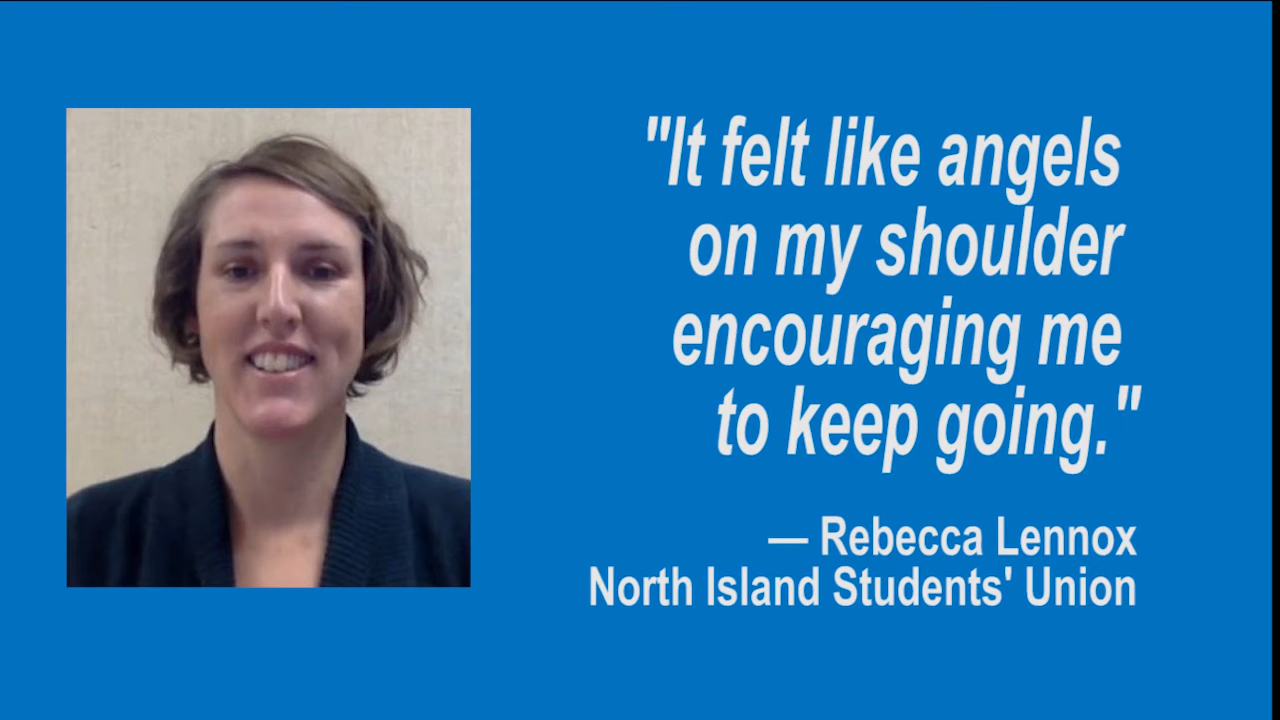 "It felt like angels
on my shoulder
encouraging me
to keep going."
— Rebecca Lennox
North Island Students' Union